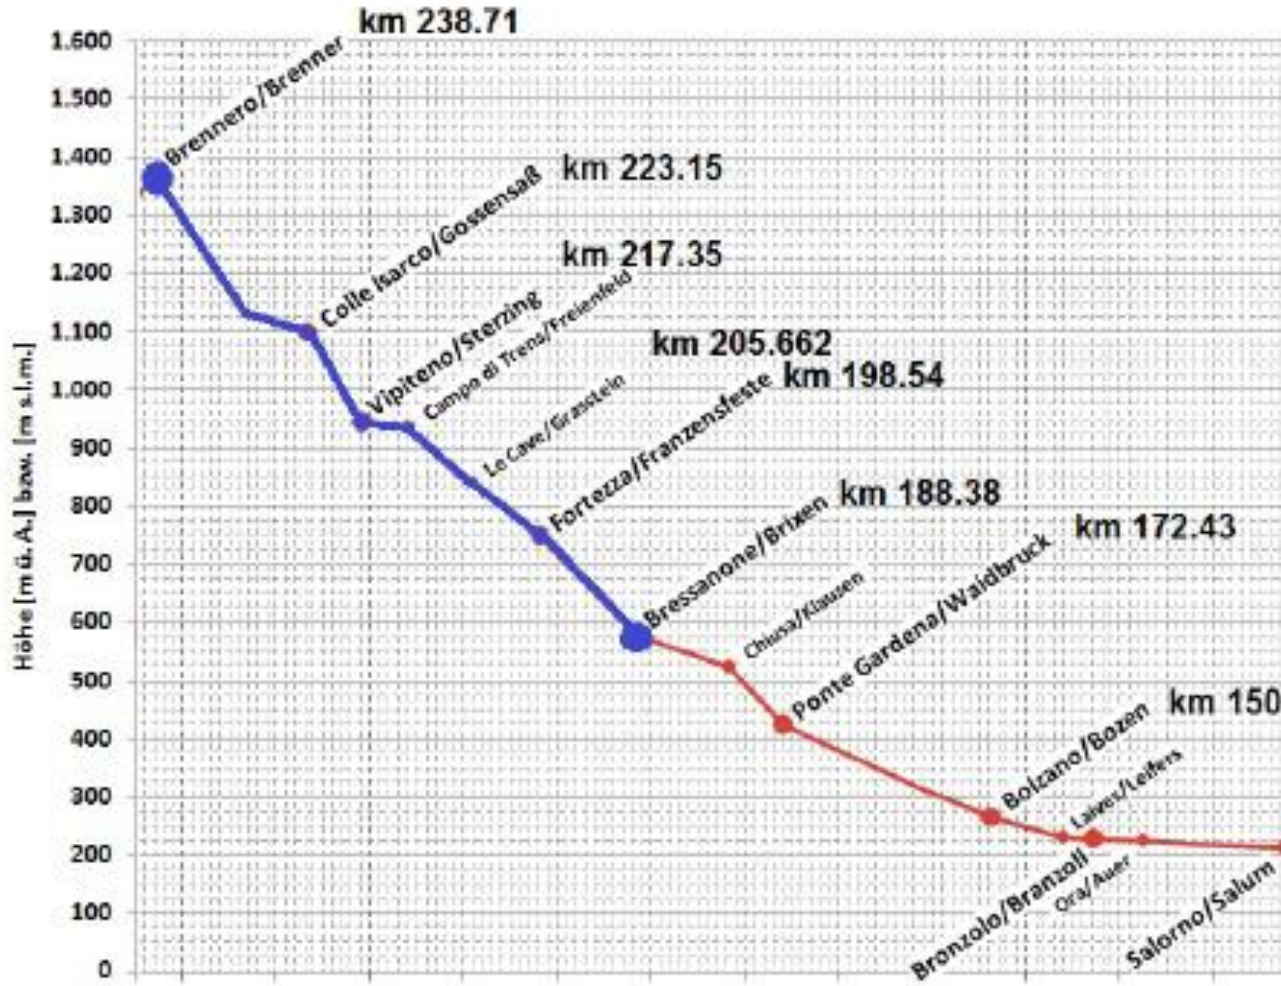 km 238.71
1.600
Brennero/Brenner
1.500
1.400
km 223.15
Colle Isarco/Gossensaß
1.300
km 217.35
1.200
Vipiteno/Sterzing
Campo di Trens/Freienfeld
1.100
km 205.662
Le Cave/Grasstein
km 198.54
Fortezza/Franzensfeste
1.000
900
km 188.38
Bressanone/Brixen
800
km 172.43
Ponte Gardena/Waidbruck
700
Chiusa/Klausen
600
500
km 150
Bolzano/Bozen
400
Laives/Leifers
300
200
Bronzolo/Branzoll
Ora/Auer
Salorno/Salurn
100
0
Höhe [m ü. A.] bzw. [m s.l.m.]